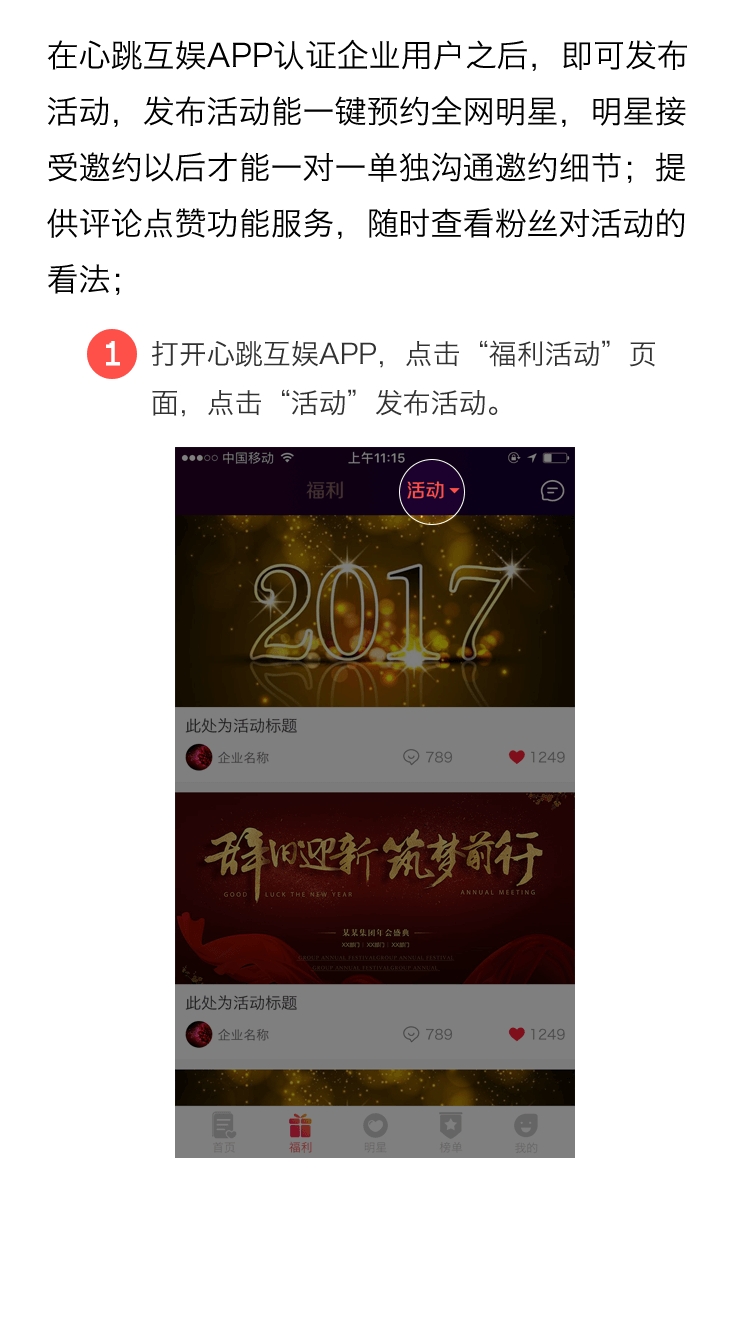 在心跳互娱APP认证企业用户之后，即可发布
活动，发布活动能一键预约全网明星，明星接
受邀约以后才能一对一单独沟通邀约细节；提
供评论点赞功能服务，随时查看粉丝对活动的
看法；
1 打开心跳互娱APP，点击“福利活动”页
面，点击“活动”发布活动。
中国移动 上午11:15
福利 活动
2017
此处为活动标题
企业名称 789 1249
辞旧迎新 筑梦前行
GOOD LUCK THE NEW YEAR ANNUAL MEETING
某某集团年会盛典
XX部门 XX部门 XX部门
GROUP ANNUAL FESTIVALGROUP ANNUAL FESTIVAL
GROUP ANNUAL FESTIVALGROUP ANNUAL
此处为活动标题
企业名称 789 1249
首页 福利 明星 榜单 我的